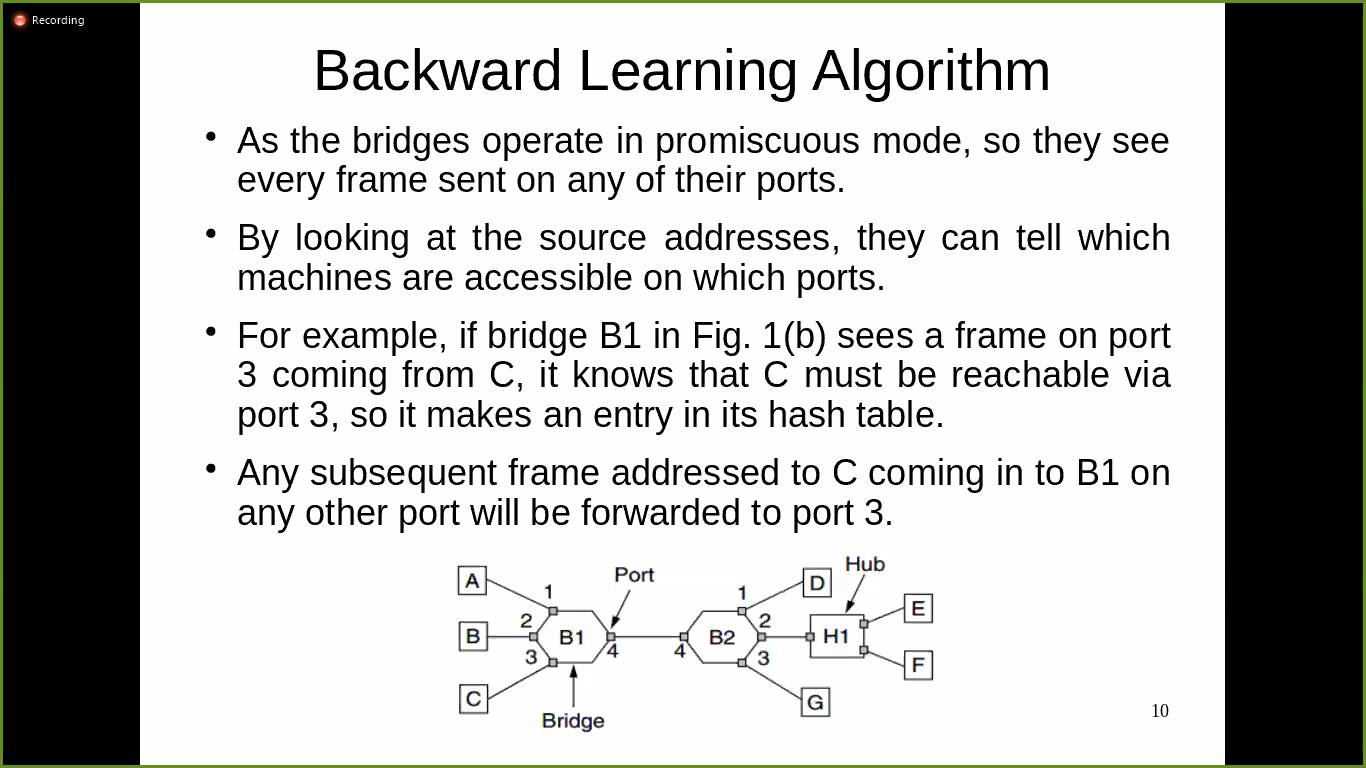 Recording
Backward Learning Algorithm
• As the bridges operate in promiscuous mode, so they see
every frame sent on any of their ports.
• By looking at the source addresses, they can tell which
machines are accessible on which ports.
• For example, if bridge B1 in Fig. 1(b) sees a frame on port
3 coming from C, it knows that C must be reachable via
port 3, so it makes an entry in its hash table.
• Any subsequent frame addressed to C coming in to B1 on
any other port will be forwarded to port 3.
Hub
Port
A 1 1 D
2 2 E
B B1 B2 H1
3 4 4 3 F
C G
Bridge
10